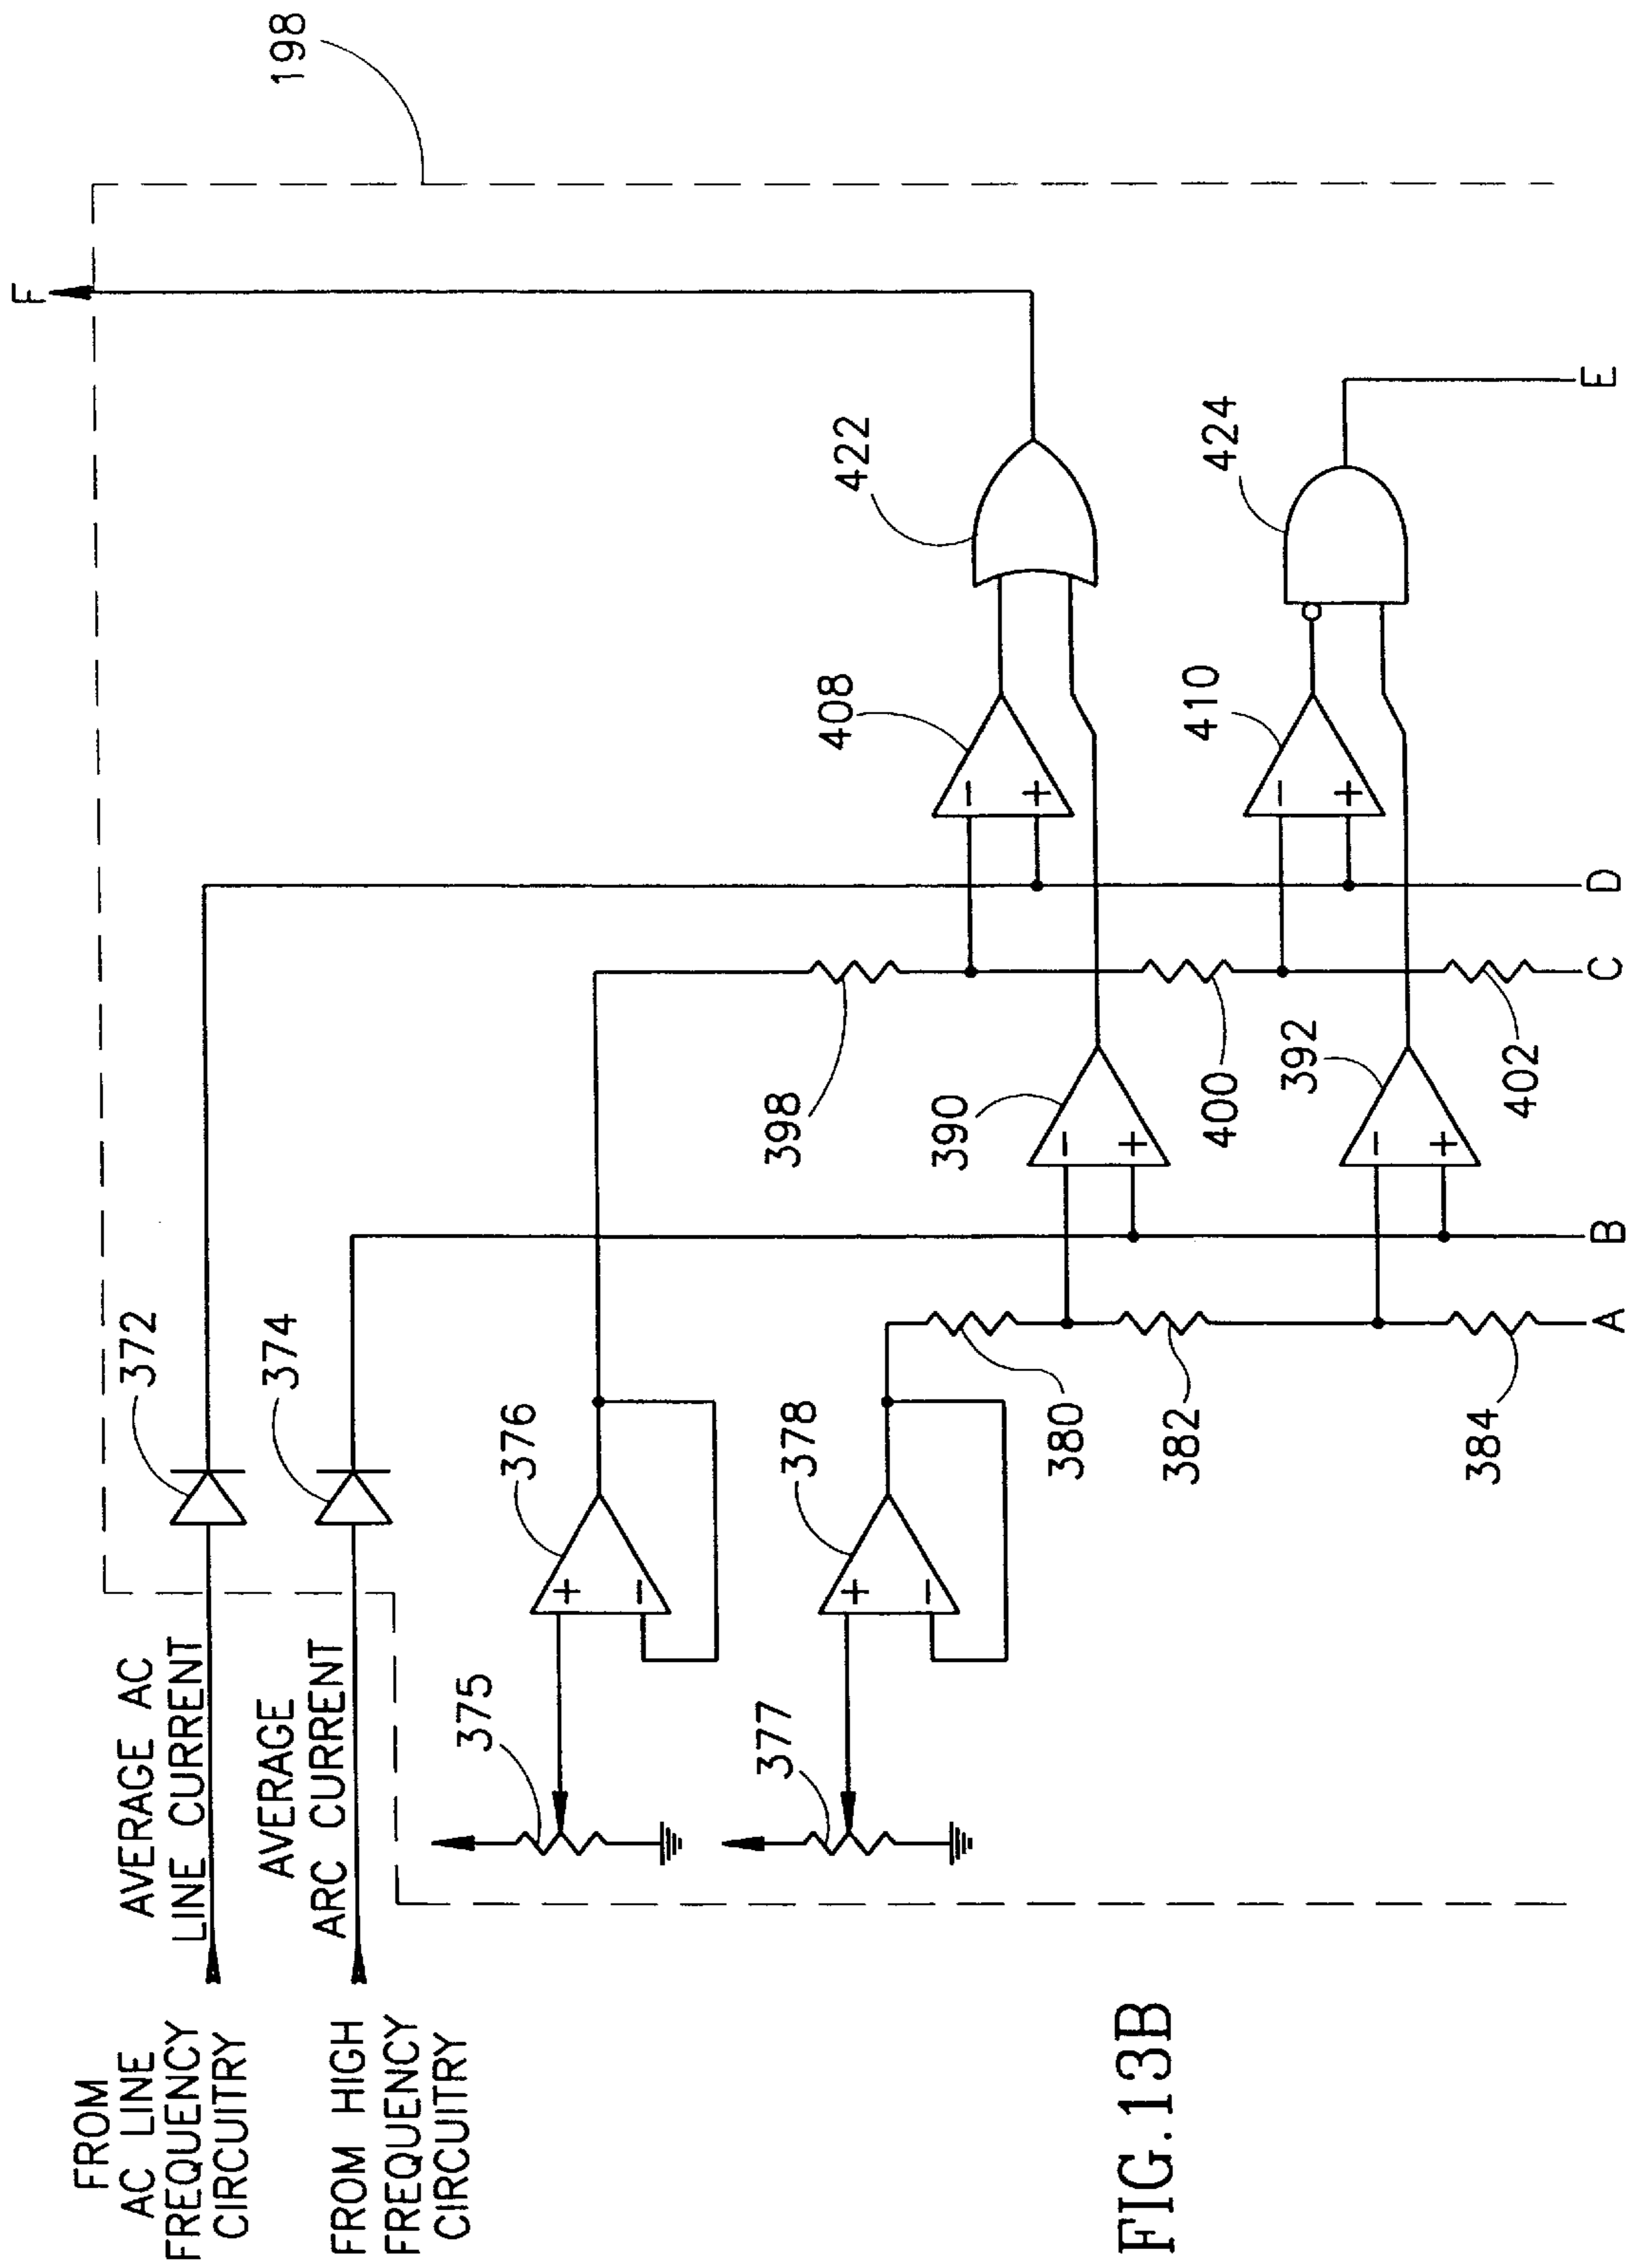 198
F
FROM
AC LINE
FREQUENCY
CIRCUITRY
AVERAGE AC
LINE CURRENT
372
FROM HIGH
FREQUENCY
CIRCUITRY
AVERAGE
ARC CURRENT
374
375
+
−
376
377
+
−
378
380
382
384
398
400
402
−
+
390
−
+
392
−
+
408
−
+
410
422
424
A
B
C
D
E
FIG.13B